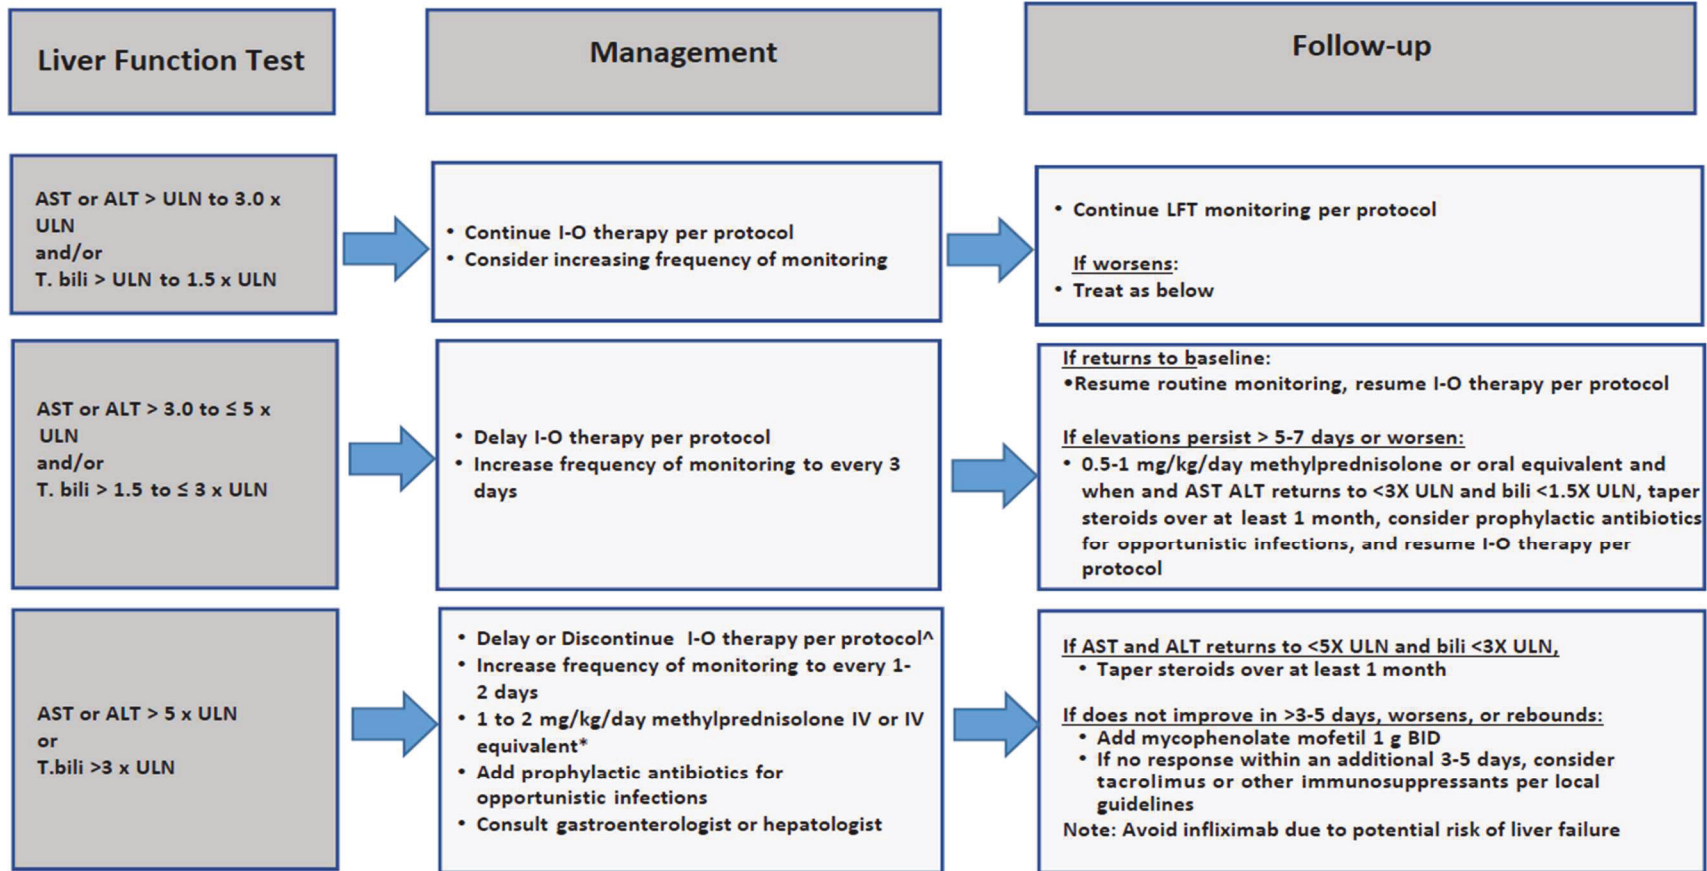 Liver Function Test
Management
Follow-up
AST or ALT > ULN to 3.0 x
ULN
and/or
T. bili > ULN to 1.5 x ULN
• Continue I-O therapy per protocol
• Consider increasing frequency of monitoring
• Continue LFT monitoring per protocol
If worsens:
• Treat as below
AST or ALT > 3.0 to ≤ 5 x
ULN
and/or
T. bili > 1.5 to ≤ 3 x ULN
• Delay I-O therapy per protocol
• Increase frequency of monitoring to every 3
days
If returns to baseline:
•Resume routine monitoring, resume I-O therapy per protocol
If elevations persist > 5-7 days or worsen:
• 0.5-1 mg/kg/day methylprednisolone or oral equivalent and
when and AST ALT returns to <3X ULN and bili <1.5X ULN, taper
steroids over at least 1 month, consider prophylactic antibiotics
for opportunistic infections, and resume I-O therapy per
protocol
AST or ALT > 5 x ULN
or
T.bili >3 x ULN
• Delay or Discontinue I-O therapy per protocol^
• Increase frequency of monitoring to every 1-
2 days
• 1 to 2 mg/kg/day methylprednisolone IV or IV
equivalent*
• Add prophylactic antibiotics for
opportunistic infections
• Consult gastroenterologist or hepatologist
If AST and ALT returns to <5X ULN and bili <3X ULN,
• Taper steroids over at least 1 month
If does not improve in >3-5 days, worsens, or rebounds:
• Add mycophenolate mofetil 1 g BID
• If no response within an additional 3-5 days, consider
tacrolimus or other immunosuppressants per local
guidelines
Note: Avoid infliximab due to potential risk of liver failure